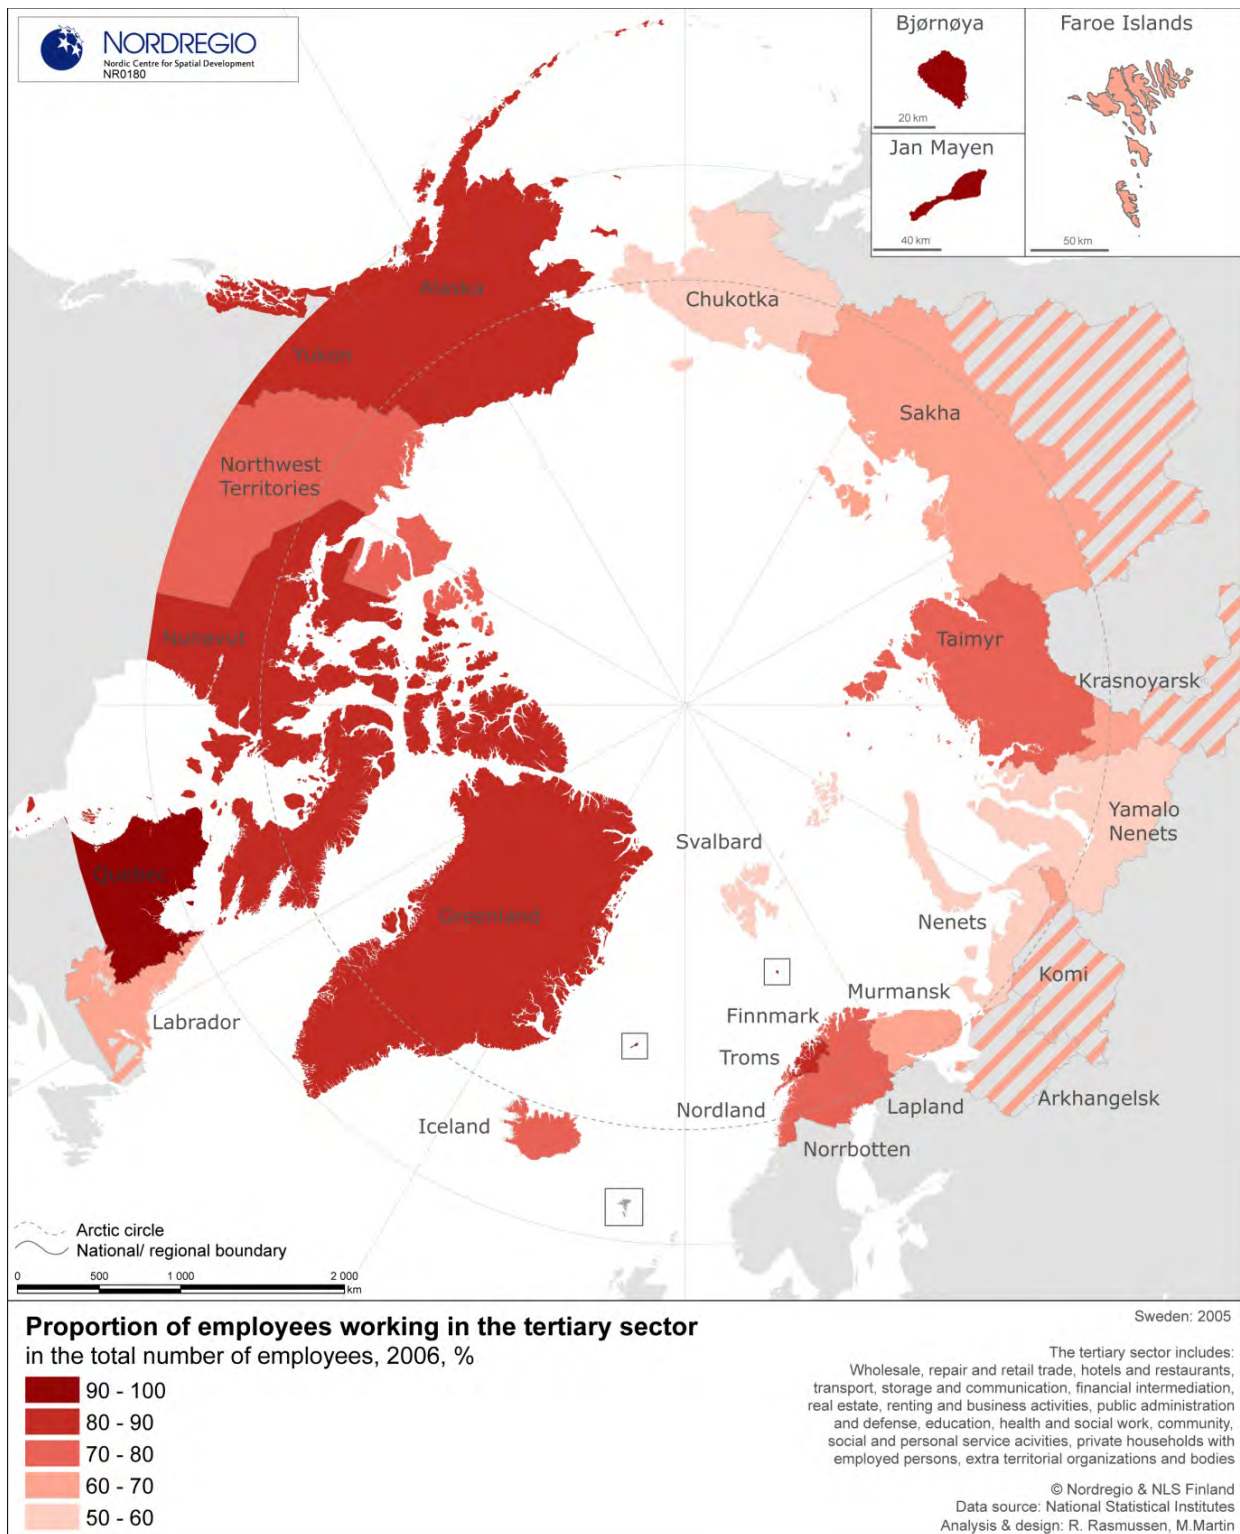 NORDREGIO
Nordic Centre for Spatial Development
NR0180
Bjørnøya
20 km
Jan Mayen
40 km
Faroe Islands
50 km
Alaska
Yukon
Northwest
Territories
Nunavut
Quebec
Labrador
Greenland
Iceland
Chukotka
Sakha
Taimyr
Krasnoyarsk
Yamalo
Nenets
Svalbard
Nenets
Komi
Murmansk
Finnmark
Troms
Nordland
Lapland
Arkhangelsk
Norrbotten
Arctic circle
National/ regional boundary
0 500 1 000 2 000
km
Proportion of employees working in the tertiary sector
in the total number of employees, 2006, %
90 - 100
80 - 90
70 - 80
60 - 70
50 - 60
Sweden: 2005
The tertiary sector includes:
Wholesale, repair and retail trade, hotels and restaurants,
transport, storage and communication, financial intermediation,
real estate, renting and business activities, public administration
and defense, education, health and social work, community,
social and personal service acivities, private households with
employed persons, extra territorial organizations and bodies
© Nordregio & NLS Finland
Data source: National Statistical Institutes
Analysis & design: R. Rasmussen, M.Martin